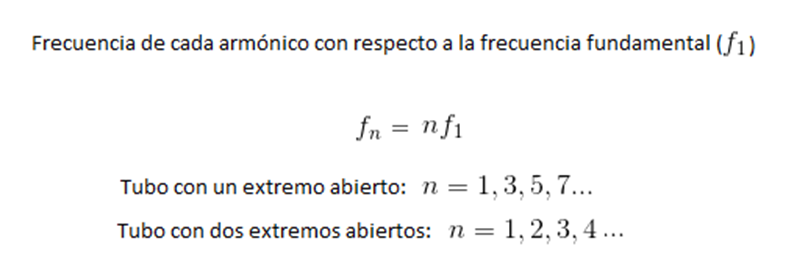 Frecuencia de cada armónico con respecto a la frecuencia fundamental (f₁)
fₙ = nf₁
Tubo con un extremo abierto: n = 1, 3, 5, 7...
Tubo con dos extremos abiertos: n = 1, 2, 3, 4 ...